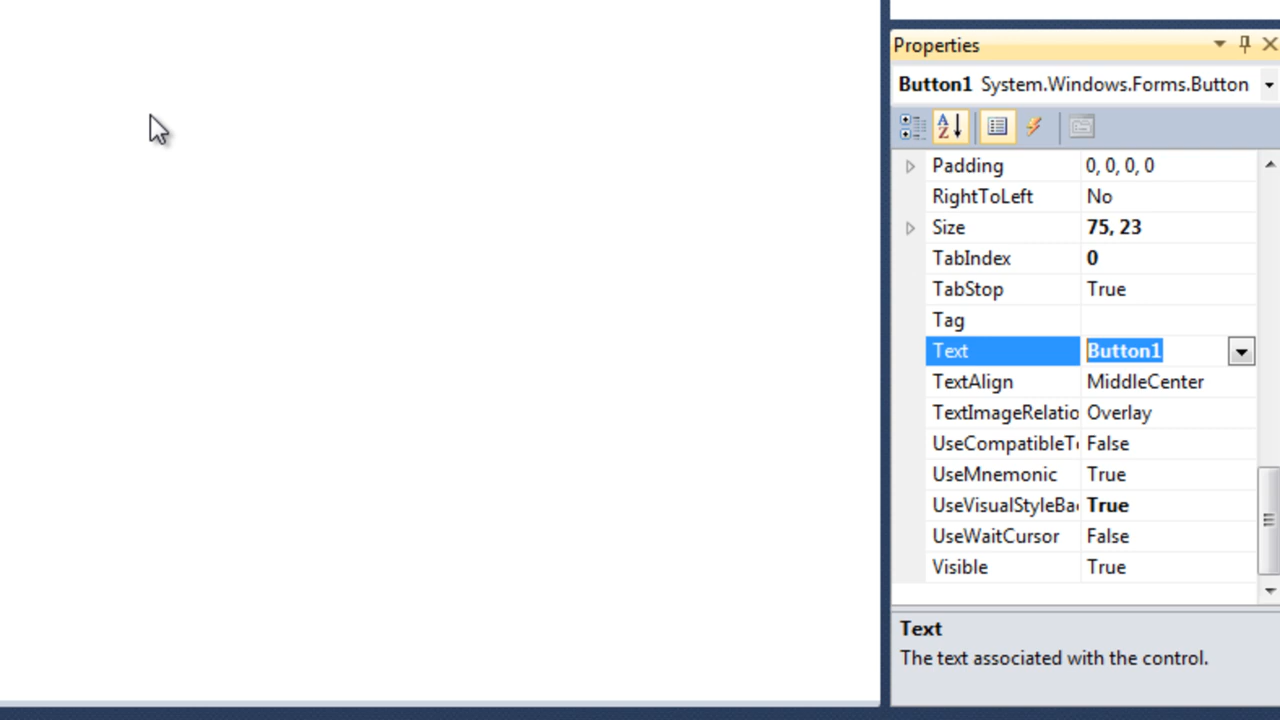 Properties
Button1 System.Windows.Forms.Button
Padding 0, 0, 0, 0
RightToLeft No
Size 75, 23
TabIndex 0
TabStop True
Tag
Text Button1
TextAlign MiddleCenter
TextImageRelatio Overlay
UseCompatibleTe False
UseMnemonic True
UseVisualStyleBac True
UseWaitCursor False
Visible True
Text
The text associated with the control.